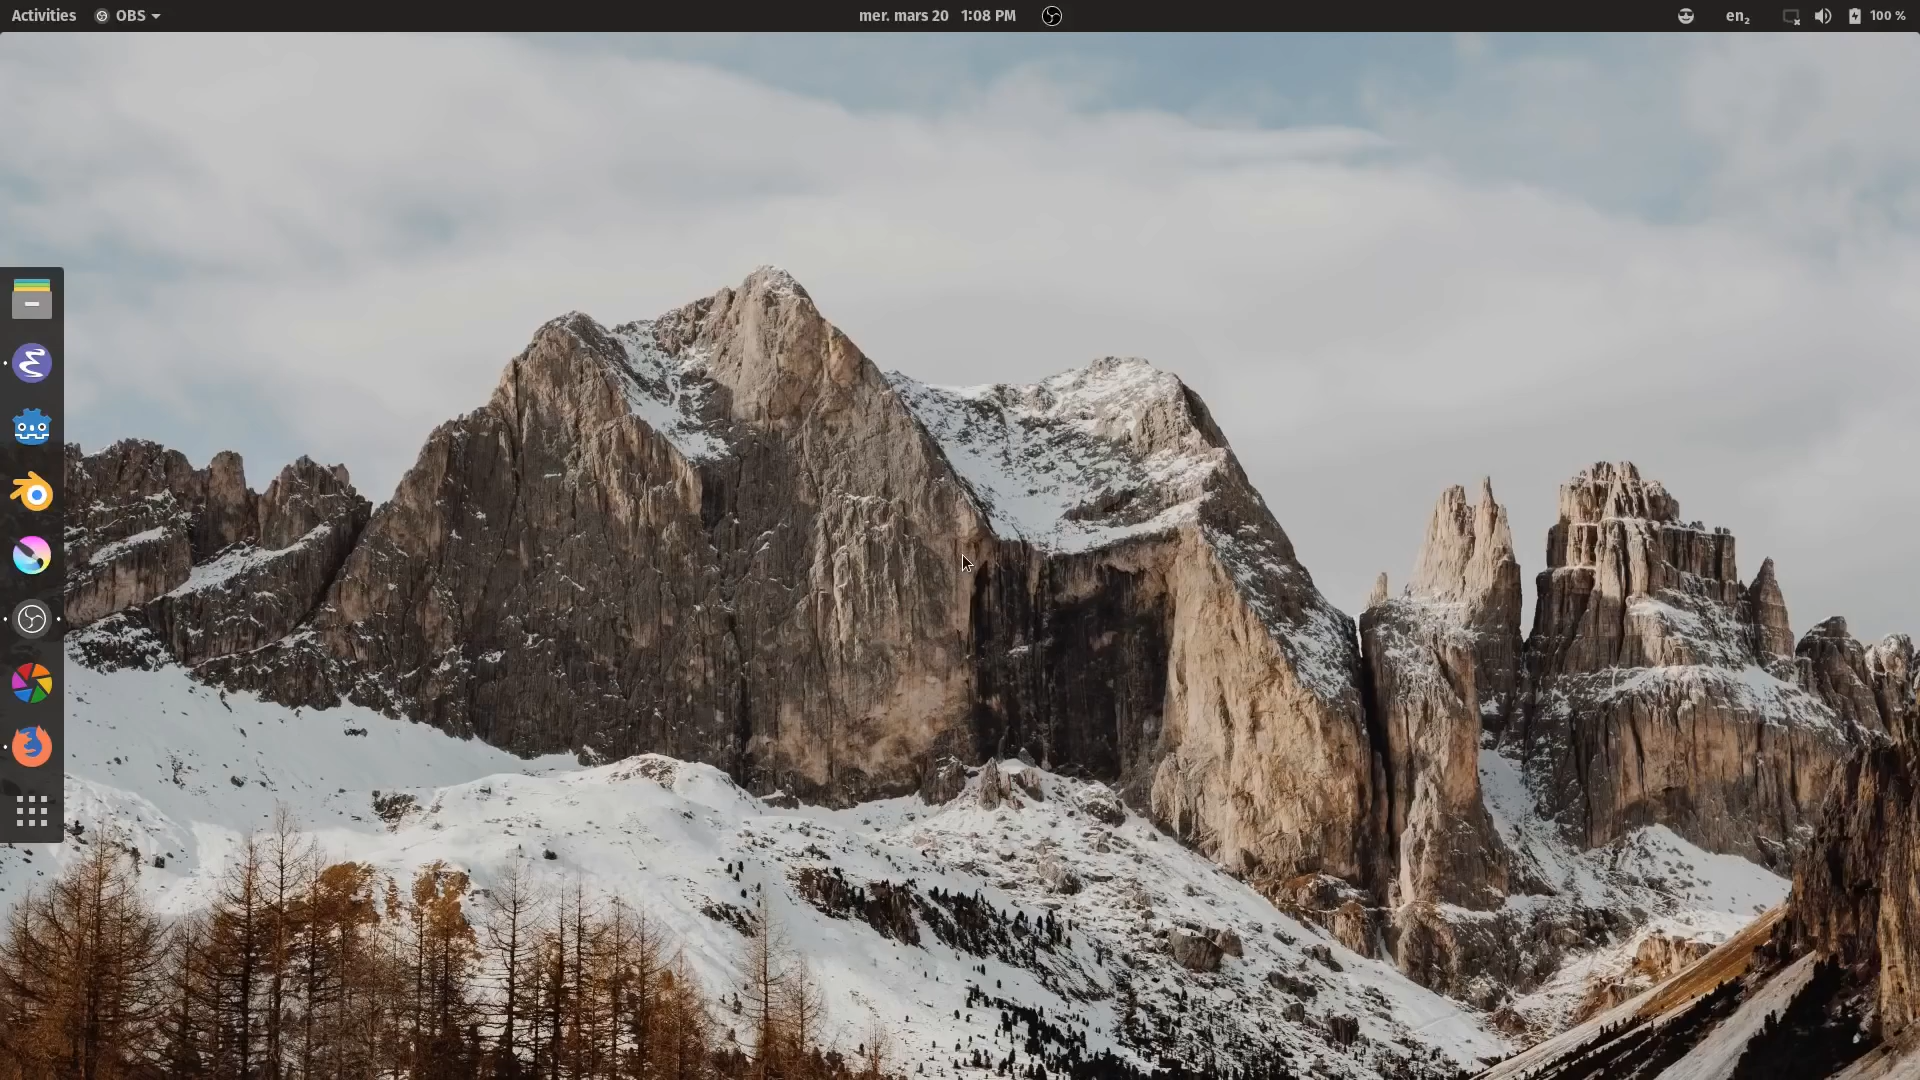 Activities OBS mer. mars 20 1:08 PM en₂ 100 %